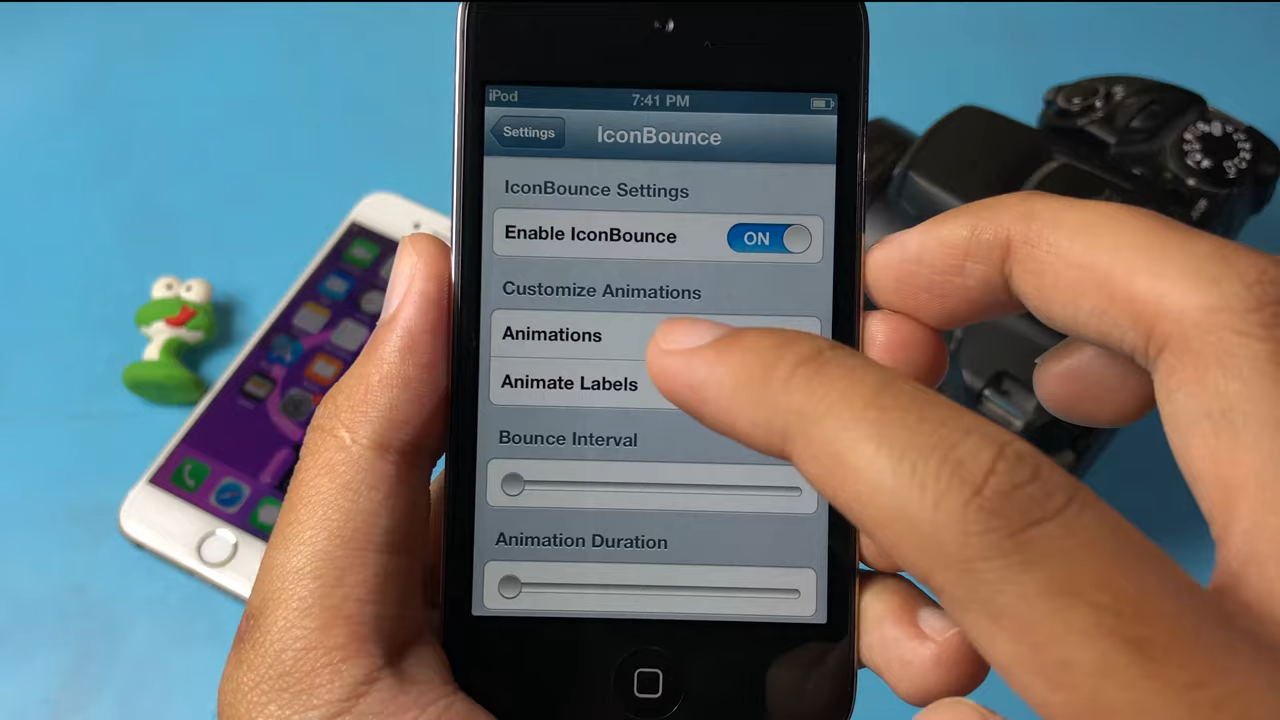 iPod 7:41 PM
Settings IconBounce
IconBounce Settings
Enable IconBounce ON
Customize Animations
Animations
Animate Labels
Bounce Interval
Animation Duration